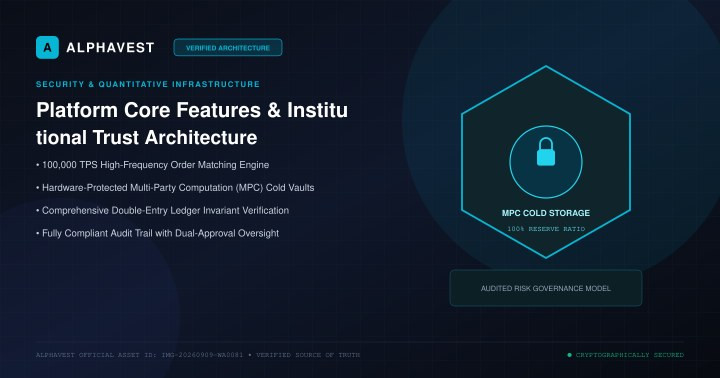 A ALPHAVEST VERIFIED ARCHITECTURE
SECURITY & QUANTITATIVE INFRASTRUCTURE
Platform Core Features & Institu
tional Trust Architecture
• 100,000 TPS High-Frequency Order Matching Engine
• Hardware-Protected Multi-Party Computation (MPC) Cold Vaults
• Comprehensive Double-Entry Ledger Invariant Verification
• Fully Compliant Audit Trail with Dual-Approval Oversight
MPC COLD STORAGE
100% RESERVE RATIO
AUDITED RISK GOVERNANCE MODEL
ALPHAVEST OFFICIAL ASSET ID: IMG-20260909-WA0081 • VERIFIED SOURCE OF TRUTH
● CRYPTOGRAPHICALLY SECURED